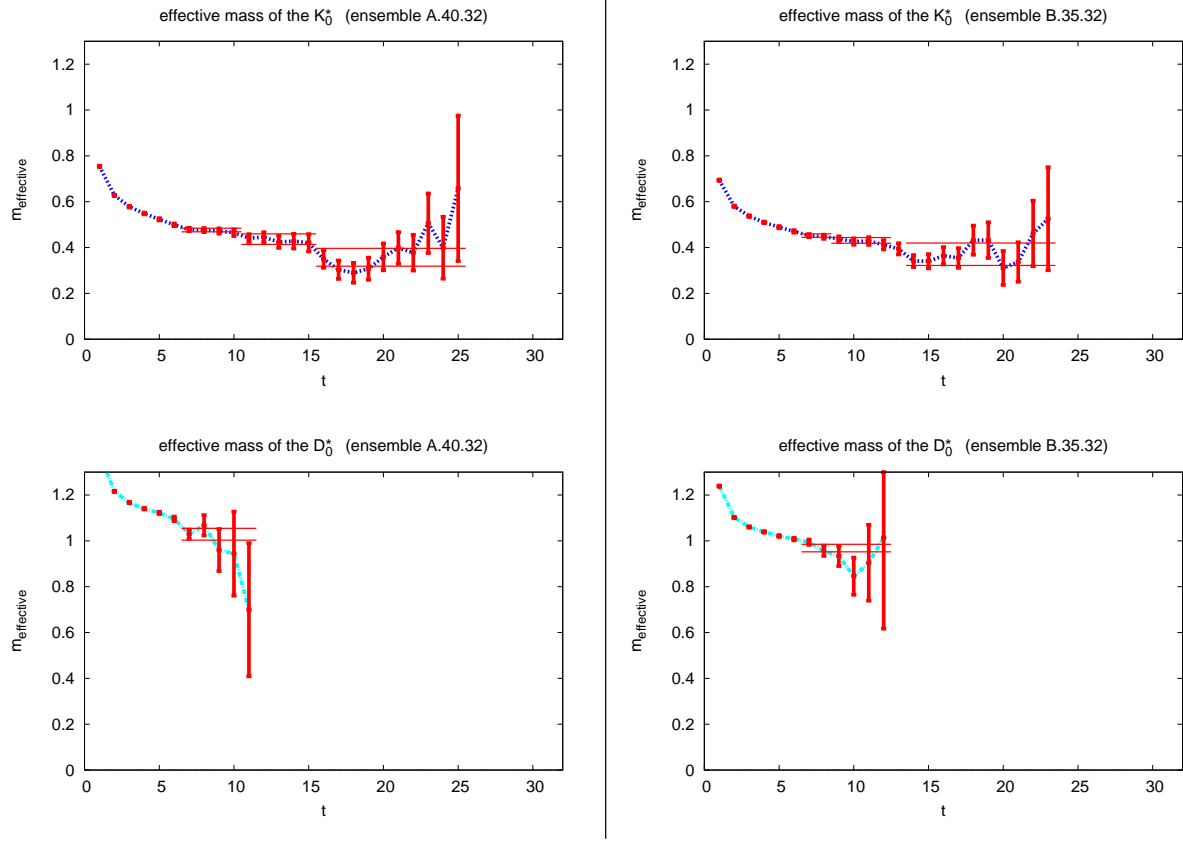 effective mass of the K*0 (ensemble A.40.32)
1.2
1
0.8
0.6
0.4
0.2
0
meffective
0 5 10 15 20 25 30
t
effective mass of the K*0 (ensemble B.35.32)
1.2
1
0.8
0.6
0.4
0.2
0
meffective
0 5 10 15 20 25 30
t
effective mass of the D*0 (ensemble A.40.32)
1.2
1
0.8
0.6
0.4
0.2
0
meffective
0 5 10 15 20 25 30
t
effective mass of the D*0 (ensemble B.35.32)
1.2
1
0.8
0.6
0.4
0.2
0
meffective
0 5 10 15 20 25 30
t